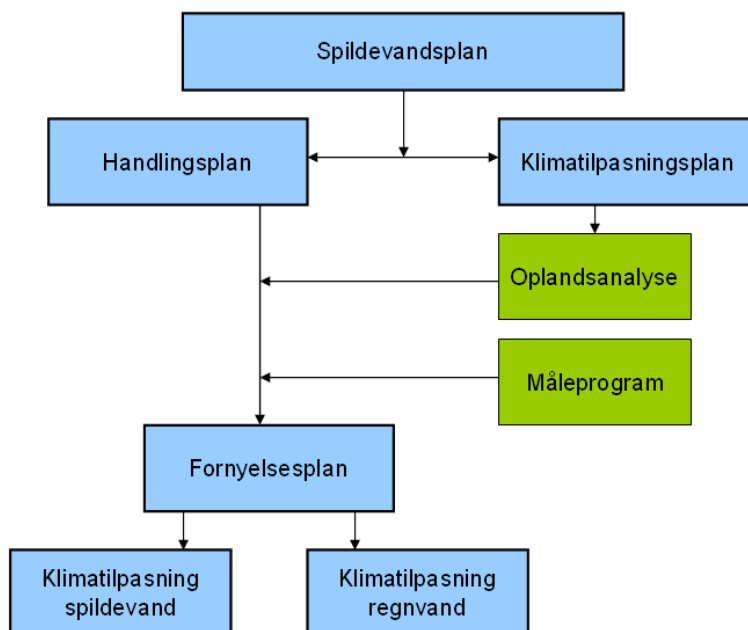 Spildevandsplan
Handlingsplan
Klimatilpasningsplan
Oplandsanalyse
Måleprogram
Fornyelsesplan
Klimatilpasning
spildevand
Klimatilpasning
regnvand